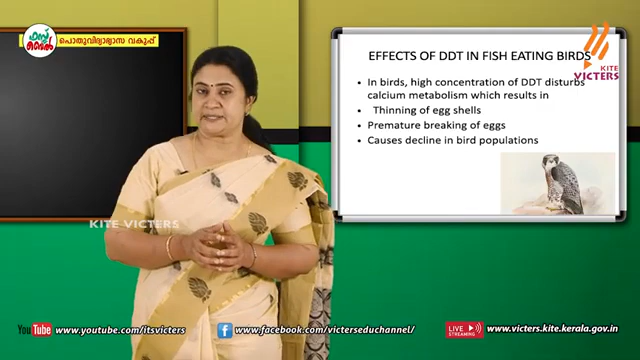 ഫസ്റ്റ്
ബെൽ
പൊതുവിദ്യാഭ്യാസ വകുപ്പ്
KITE
VICTERS
EFFECTS OF DDT IN FISH EATING BIRDS
In birds, high concentration of DDT disturbs
calcium metabolism which results in
Thinning of egg shells
Premature breaking of eggs
Causes decline in bird populations
KITE VICTERS
YouTube www.youtube.com/itsvicters
f www.facebook.com/victerseduchannel/
LIVE STREAMING www.victers.kite.kerala.gov.in